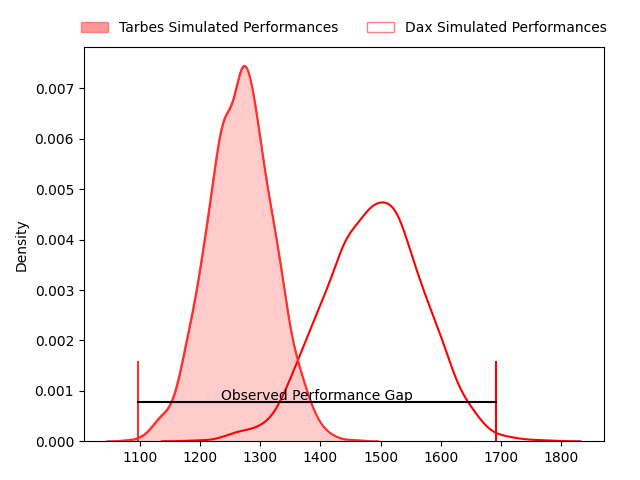 Tarbes Simulated Performances Dax Simulated Performances
0.007
0.006
0.005
0.004
0.003
0.002
0.001
0.000
Density
Observed Performance Gap
1100 1200 1300 1400 1500 1600 1700 1800